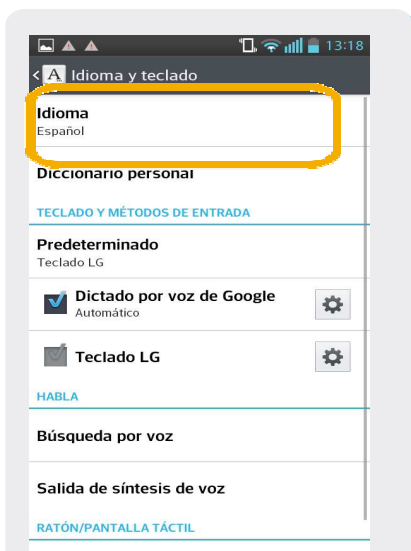 13:18
A Idioma y teclado
Idioma
Español
Diccionario personal
TECLADO Y MÉTODOS DE ENTRADA
Predeterminado
Teclado LG
Dictado por voz de Google
Automático
Teclado LG
HABLA
Búsqueda por voz
Salida de síntesis de voz
RATÓN/PANTALLA TÁCTIL